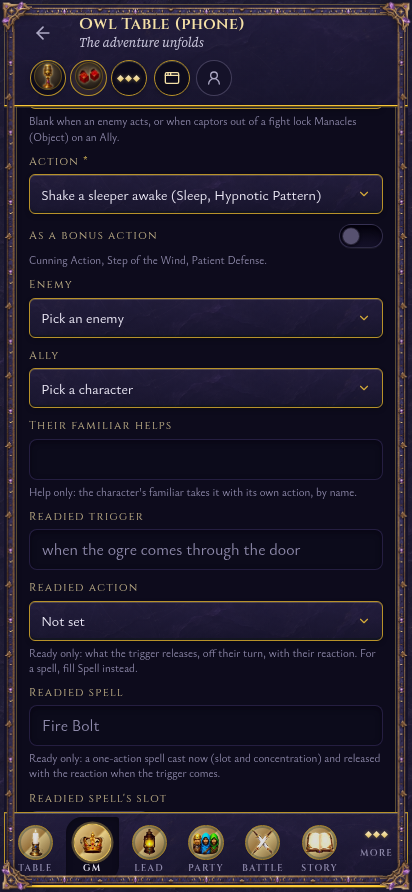 Owl Table (phone)
The adventure unfolds
Blank when an enemy acts, or when captors out of a fight lock Manacles
(Object) on an Ally.
ACTION *
Shake a sleeper awake (Sleep, Hypnotic Pattern)
AS A BONUS ACTION
Cunning Action, Step of the Wind, Patient Defense.
ENEMY
Pick an enemy
ALLY
Pick a character
THEIR FAMILIAR HELPS
Help only: the character's familiar takes it with its own action, by name.
READIED TRIGGER
when the ogre comes through the door
READIED ACTION
Not set
Ready only: what the trigger releases, off their turn, with their reaction. For
a spell, fill Spell instead.
READIED SPELL
Fire Bolt
Ready only: a one-action spell cast now (slot and concentration) and released
with the reaction when the trigger comes.
READIED SPELL'S SLOT
TABLE
GM
LEAD
PARTY
BATTLE
STORY
MORE